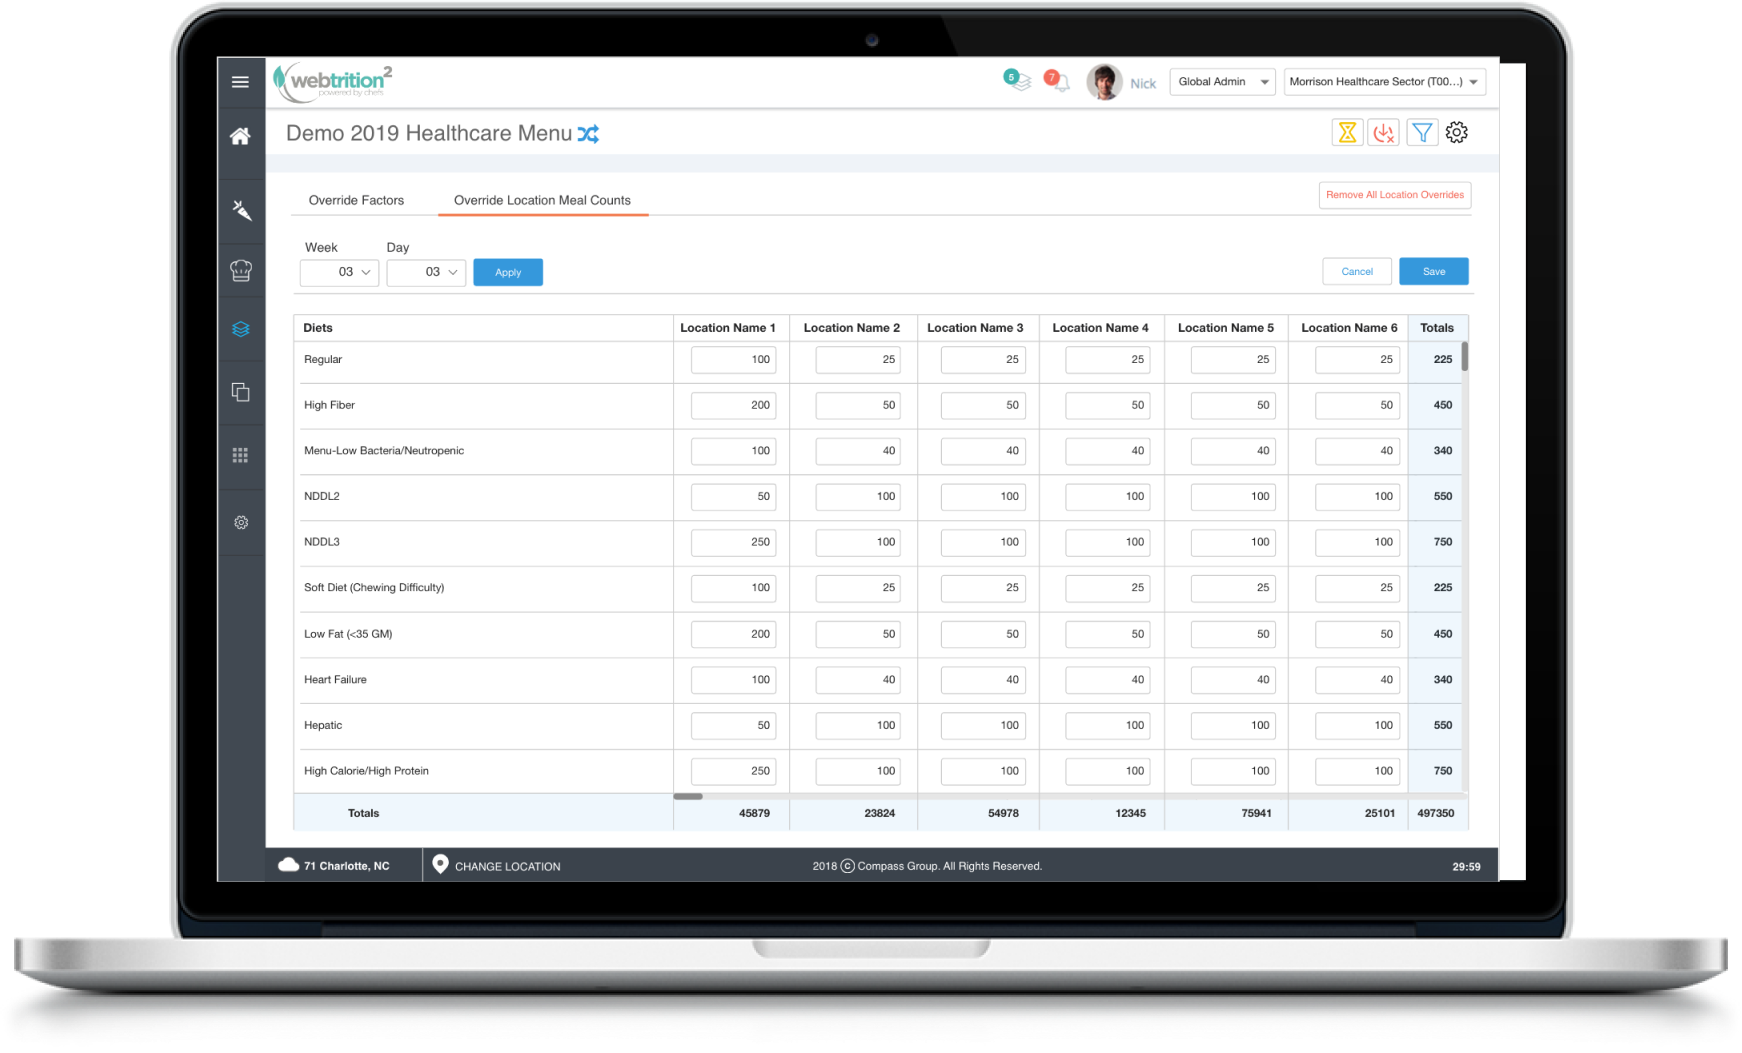 webtrition2
powered by chefs
5
7
Nick
Global Admin
Morrison Healthcare Sector (T00...)
Demo 2019 Healthcare Menu
Override Factors
Override Location Meal Counts
Remove All Location Overrides
Week
Day
03
03
Apply
Cancel
Save
Diets Location Name 1 Location Name 2 Location Name 3 Location Name 4 Location Name 5 Location Name 6 Totals
Regular 100 25 25 25 25 25 225
High Fiber 200 50 50 50 50 50 450
Menu-Low Bacteria/Neutropenic 100 40 40 40 40 40 340
NDDL2 50 100 100 100 100 100 550
NDDL3 250 100 100 100 100 100 750
Soft Diet (Chewing Difficulty) 100 25 25 25 25 25 225
Low Fat (<35 GM) 200 50 50 50 50 50 450
Heart Failure 100 40 40 40 40 40 340
Hepatic 50 100 100 100 100 100 550
High Calorie/High Protein 250 100 100 100 100 100 750
Totals 45879 23824 54978 12345 75941 25101 497350
71 Charlotte, NC
CHANGE LOCATION
2018 © Compass Group. All Rights Reserved.
29:59